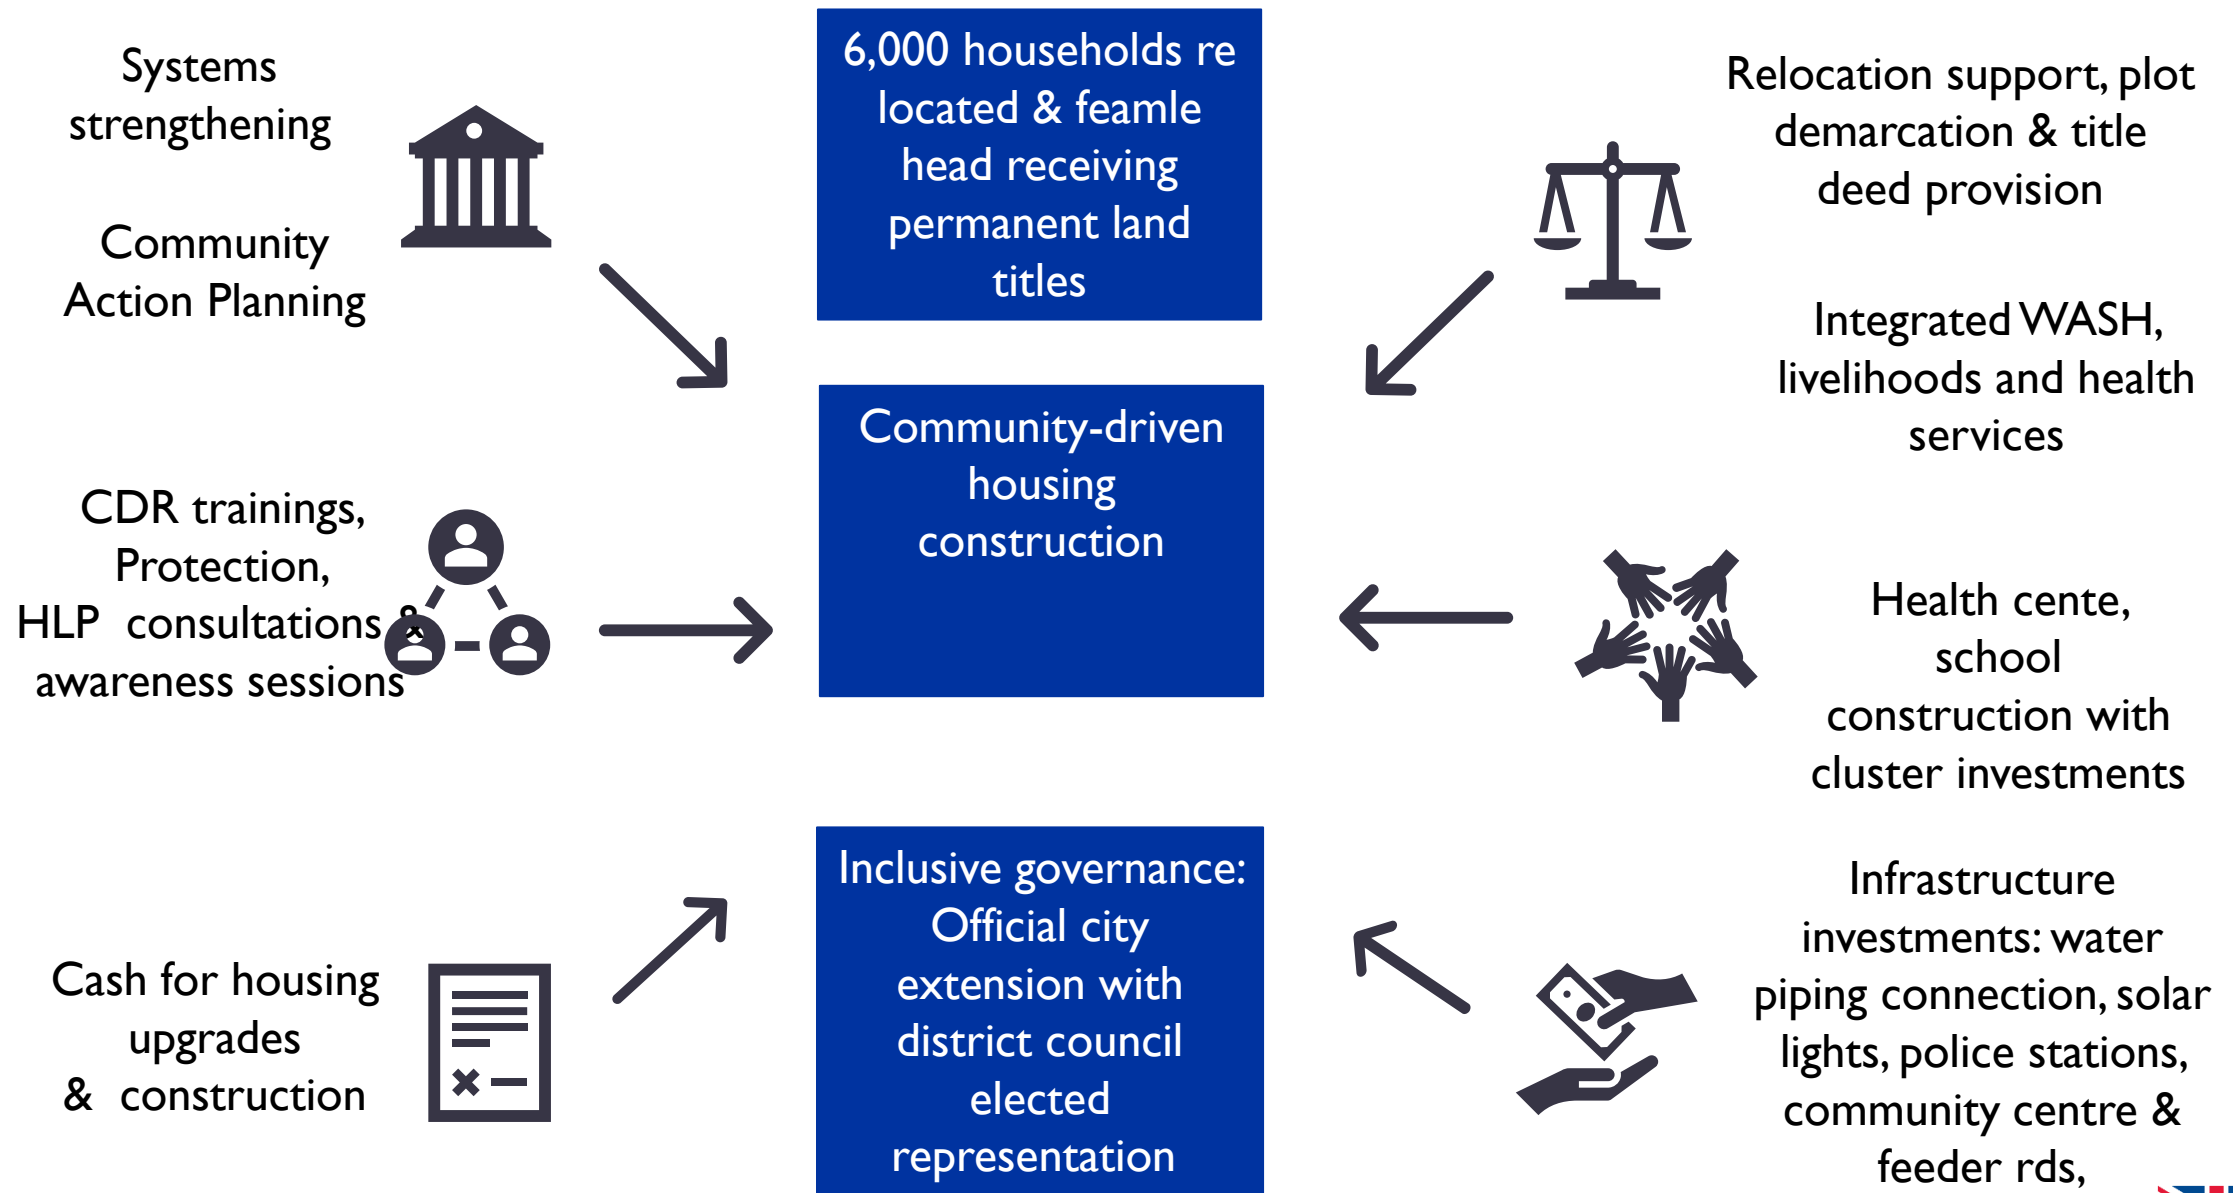 Systems
strengthening
Community
Action Planning
CDR trainings,
Protection,
HLP consultations &
awareness sessions
Cash for housing
upgrades
& construction
6,000 households re
located & feamle
head receiving
permanent land
titles
Community-driven
housing
construction
Inclusive governance:
Official city
extension with
district council
elected
representation
Relocation support, plot
demarcation & title
deed provision
Integrated WASH,
livelihoods and health
services
Health cente,
school
construction with
cluster investments
Infrastructure
investments: water
piping connection, solar
lights, police stations,
community centre &
feeder rds,